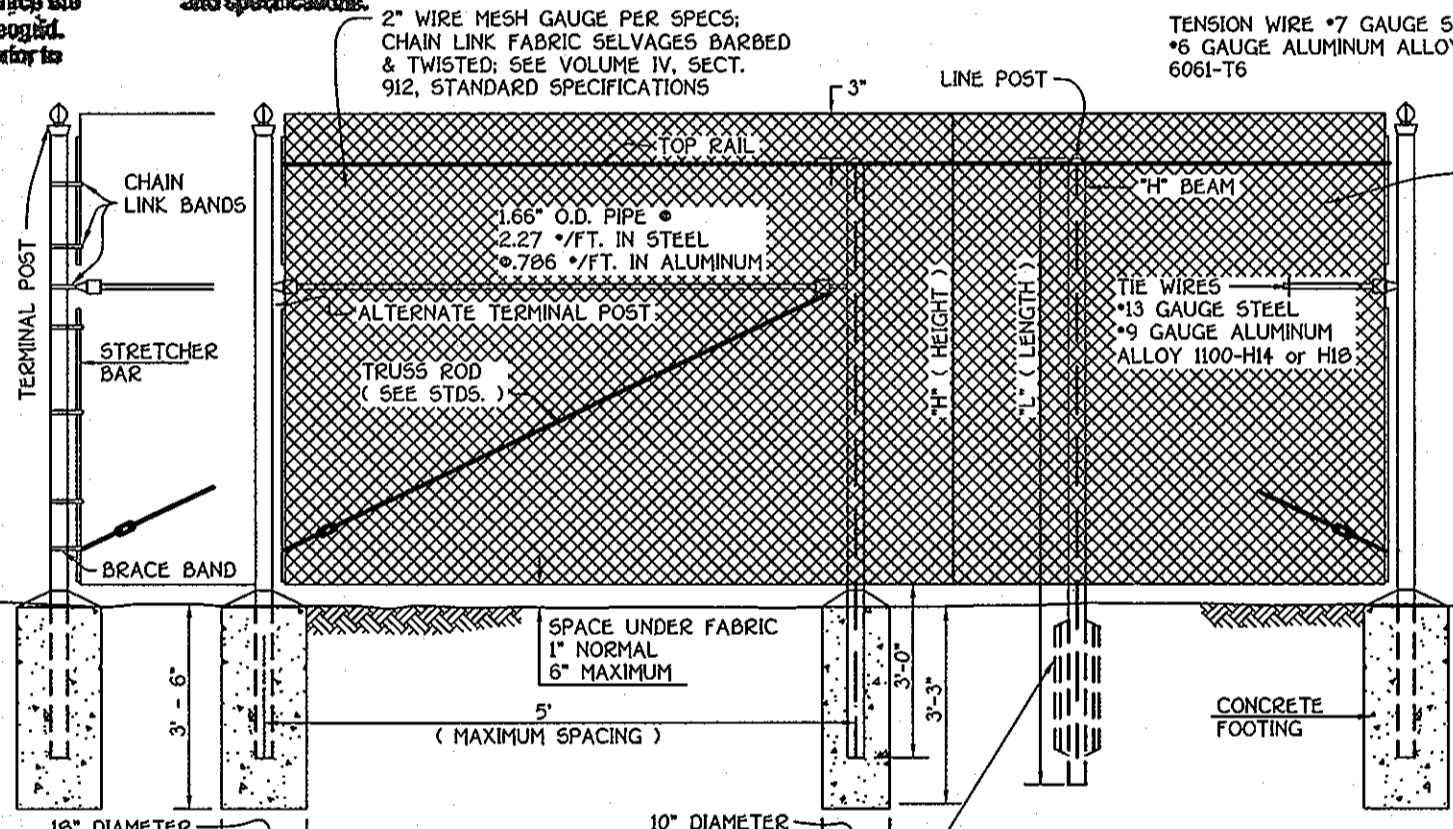 and specifications.
2" WIRE MESH GAUGE PER SPECS;
CHAIN LINK FABRIC SELVAGES BARBED
& TWISTED; SEE VOLUME IV, SECT.
912, STANDARD SPECIFICATIONS
TENSION WIRE •7 GAUGE S
•6 GAUGE ALUMINUM ALLOY
6061-T6
LINE POST
3"
TOP RAIL
"H" BEAM
CHAIN
LINK BANDS
TERMINAL POST
1.66" O.D. PIPE @
2.27 •/FT. IN STEEL
@.786 •/FT. IN ALUMINUM
ALTERNATE TERMINAL POST
TIE WIRES
•13 GAUGE STEEL
•9 GAUGE ALUMINUM
ALLOY 1100-H14 or H18
STRETCHER
BAR
TRUSS ROD
( SEE STDS. )
"H" ( HEIGHT )
"L" ( LENGTH )
BRACE BAND
SPACE UNDER FABRIC
1" NORMAL
6" MAXIMUM
3' - 6"
3'-0"
3'-3"
5'
( MAXIMUM SPACING )
CONCRETE
FOOTING
18" DIAMETER
10" DIAMETER